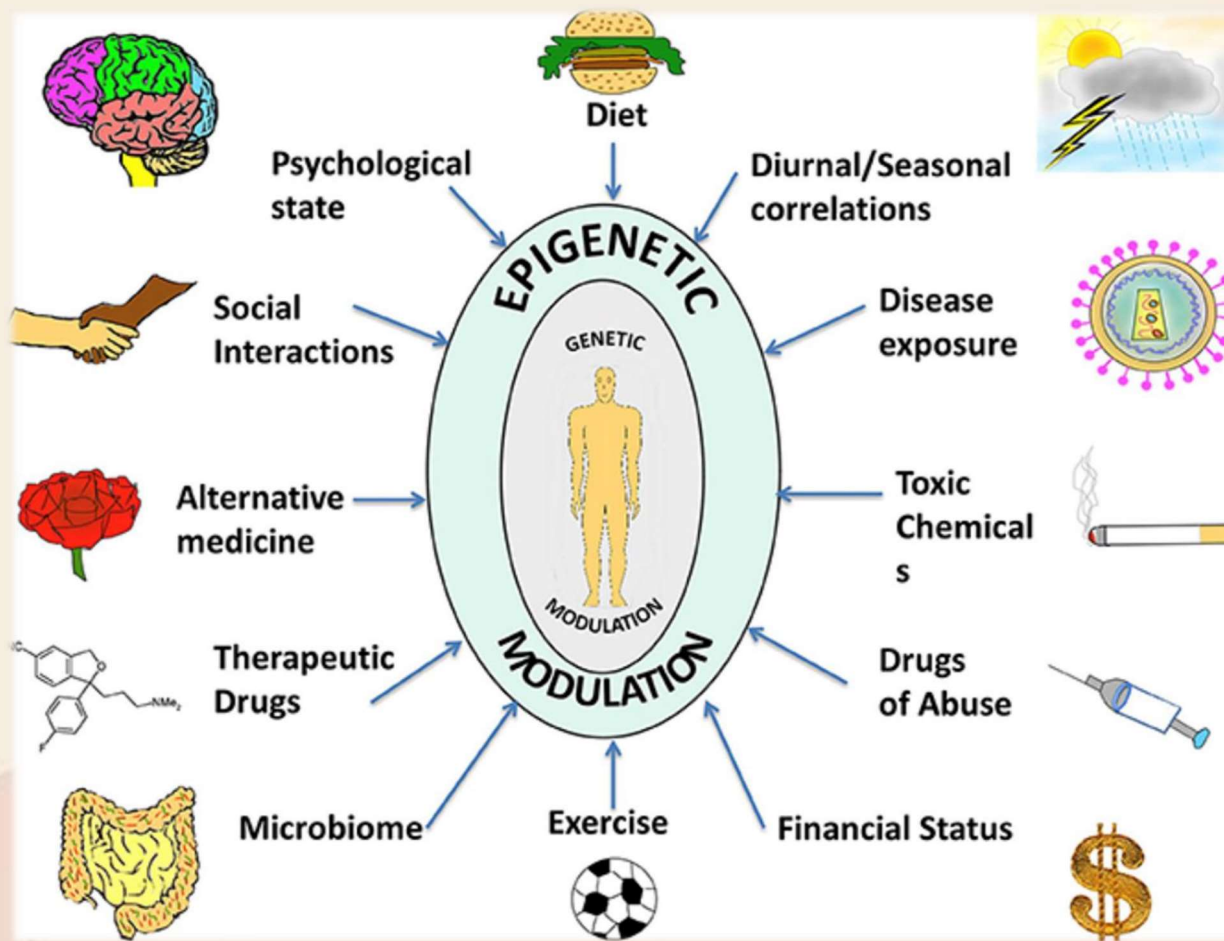 Diet
Psychological
state
Diurnal/Seasonal
correlations
EPIGENETIC
Social
Interactions
Disease
exposure
GENETIC
Alternative
medicine
Toxic
Chemical
s
MODULATION
MODULATION
Therapeutic
Drugs
Drugs
of Abuse
O
NMe₂
F
Microbiome
Exercise
Financial Status
$